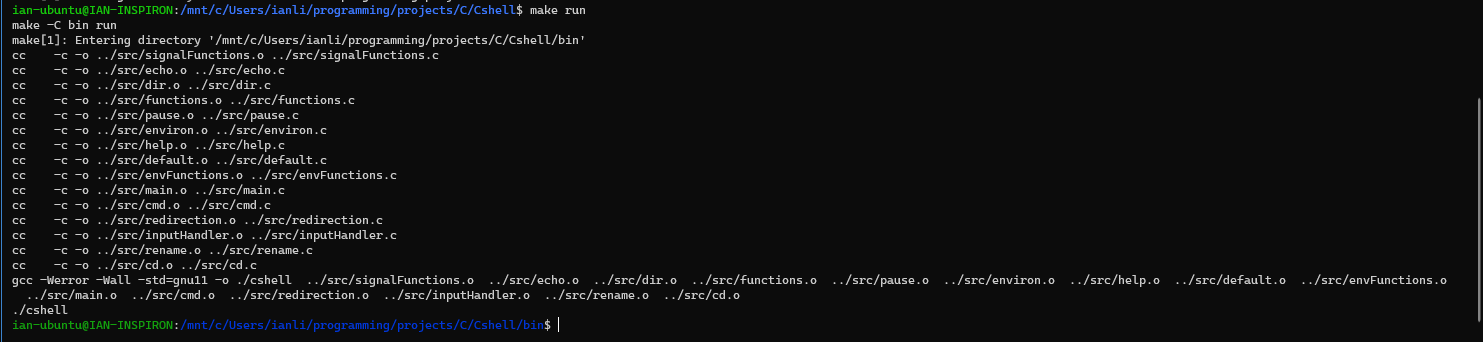 ian-ubuntu@IAN-INSPIRON:/mnt/c/Users/ianli/programming/projects/C/Cshell$ make run
make -C bin run
make[1]: Entering directory '/mnt/c/Users/ianli/programming/projects/C/Cshell/bin'
cc    -c -o ../src/signalFunctions.o ../src/signalFunctions.c
cc    -c -o ../src/echo.o ../src/echo.c
cc    -c -o ../src/dir.o ../src/dir.c
cc    -c -o ../src/functions.o ../src/functions.c
cc    -c -o ../src/pause.o ../src/pause.c
cc    -c -o ../src/environ.o ../src/environ.c
cc    -c -o ../src/help.o ../src/help.c
cc    -c -o ../src/default.o ../src/default.c
cc    -c -o ../src/envFunctions.o ../src/envFunctions.c
cc    -c -o ../src/main.o ../src/main.c
cc    -c -o ../src/cmd.o ../src/cmd.c
cc    -c -o ../src/redirection.o ../src/redirection.c
cc    -c -o ../src/inputHandler.o ../src/inputHandler.c
cc    -c -o ../src/rename.o ../src/rename.c
cc    -c -o ../src/cd.o ../src/cd.c
gcc -Werror -Wall -std=gnu11 -o ./cshell  ../src/signalFunctions.o  ../src/echo.o  ../src/dir.o  ../src/functions.o  ../src/pause.o  ../src/environ.o  ../src/help.o  ../src/default.o  ../src/envFunctions.o
  ../src/main.o  ../src/cmd.o  ../src/redirection.o  ../src/inputHandler.o  ../src/rename.o  ../src/cd.o
./cshell
ian-ubuntu@IAN-INSPIRON:/mnt/c/Users/ianli/programming/projects/C/Cshell/bin$